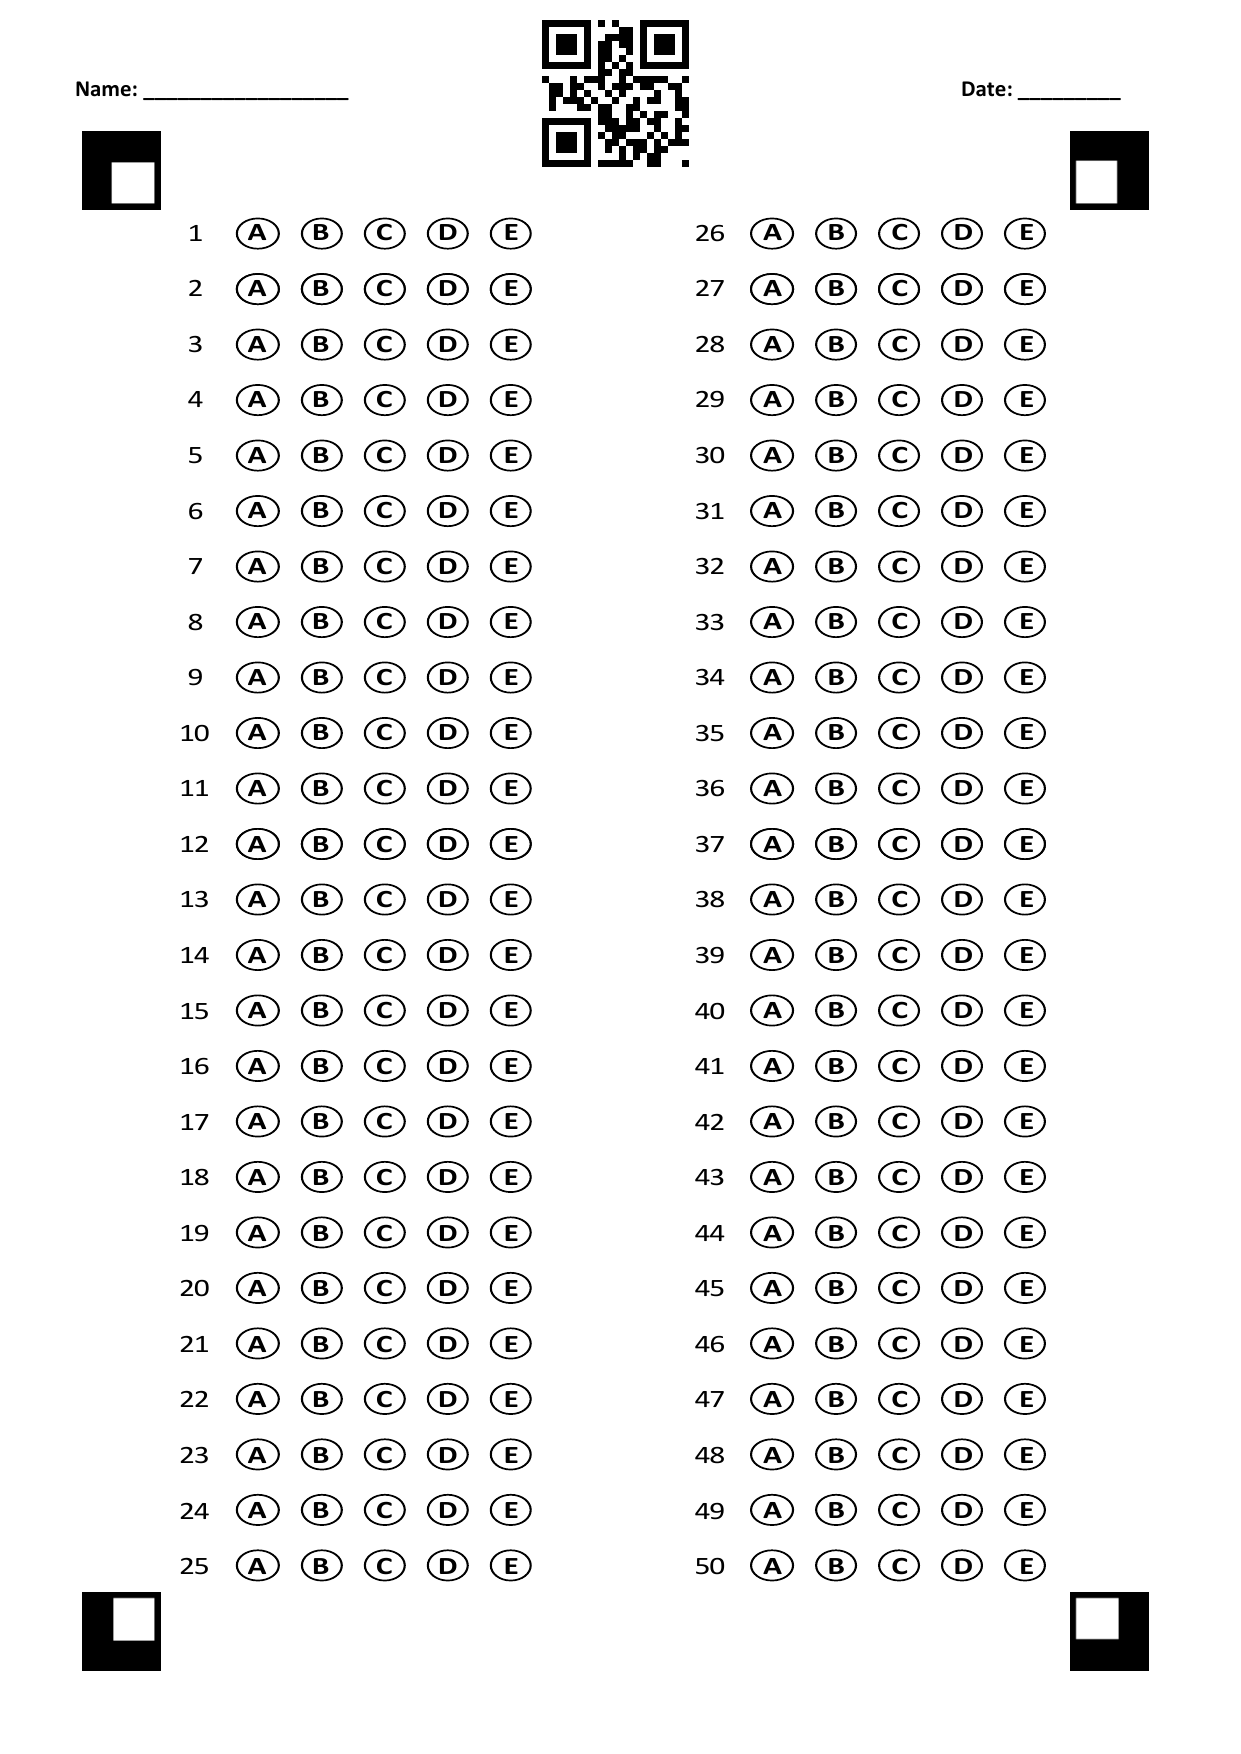 Name: __________________ Date: _________
1 A B C D E 26 A B C D E
2 A B C D E 27 A B C D E
3 A B C D E 28 A B C D E
4 A B C D E 29 A B C D E
5 A B C D E 30 A B C D E
6 A B C D E 31 A B C D E
7 A B C D E 32 A B C D E
8 A B C D E 33 A B C D E
9 A B C D E 34 A B C D E
10 A B C D E 35 A B C D E
11 A B C D E 36 A B C D E
12 A B C D E 37 A B C D E
13 A B C D E 38 A B C D E
14 A B C D E 39 A B C D E
15 A B C D E 40 A B C D E
16 A B C D E 41 A B C D E
17 A B C D E 42 A B C D E
18 A B C D E 43 A B C D E
19 A B C D E 44 A B C D E
20 A B C D E 45 A B C D E
21 A B C D E 46 A B C D E
22 A B C D E 47 A B C D E
23 A B C D E 48 A B C D E
24 A B C D E 49 A B C D E
25 A B C D E 50 A B C D E